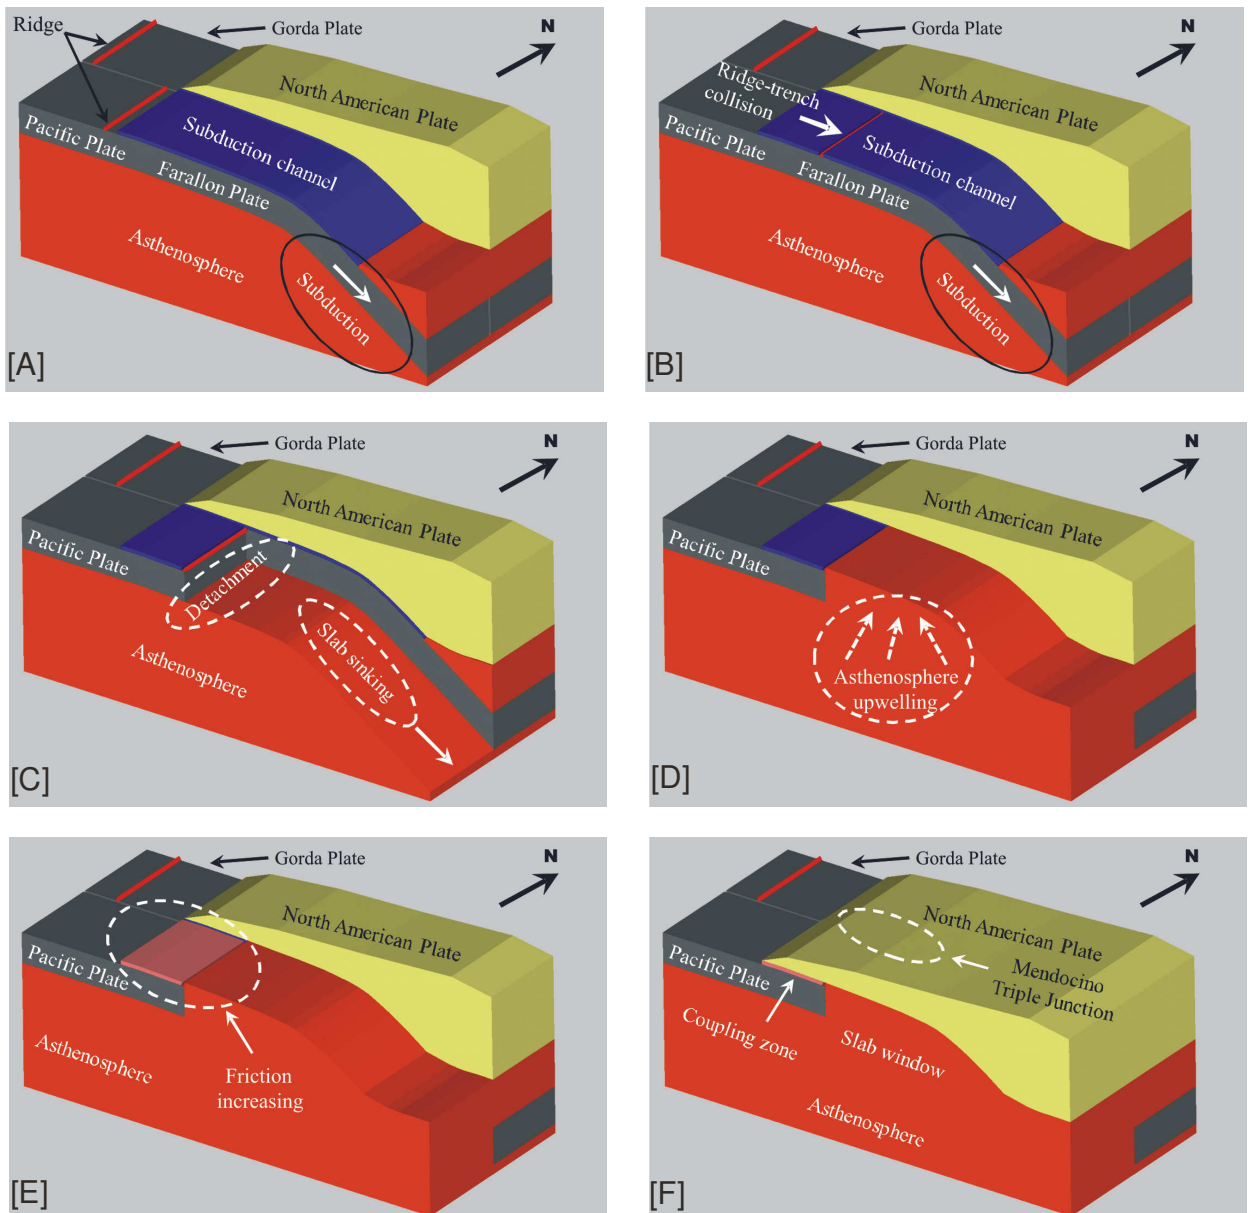 Ridge
Gorda Plate
N
North American Plate
Subduction channel
Pacific Plate
Farallon Plate
Asthenosphere
Subduction
[A]
Gorda Plate
N
Ridge-trench
collision
North American Plate
Subduction channel
Pacific Plate
Farallon Plate
Asthenosphere
Subduction
[B]
Gorda Plate
N
North American Plate
Pacific Plate
Detachment
Slab sinking
Asthenosphere
[C]
Gorda Plate
N
North American Plate
Pacific Plate
Asthenosphere
upwelling
[D]
Gorda Plate
N
North American Plate
Pacific Plate
Asthenosphere
Friction
increasing
[E]
Gorda Plate
N
North American Plate
Pacific Plate
Mendocino
Triple Junction
Coupling zone
Slab window
Asthenosphere
[F]